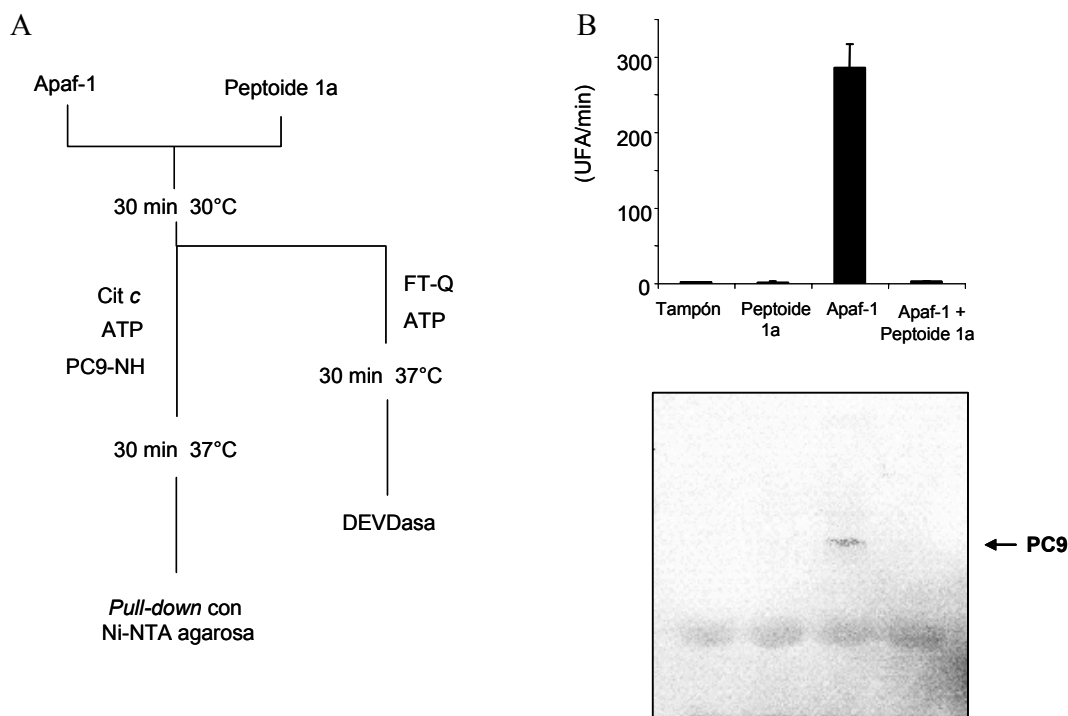 A
Apaf-1
Peptoide 1a
30 min 30°C
Cit c
ATP
PC9-NH
FT-Q
ATP
30 min 37°C
30 min 37°C
DEVDasa
Pull-down con
Ni-NTA agarosa
B
(UFA/min)
300
200
100
0
Tampón
Peptoide
1a
Apaf-1
Apaf-1 +
Peptoide 1a
PC9